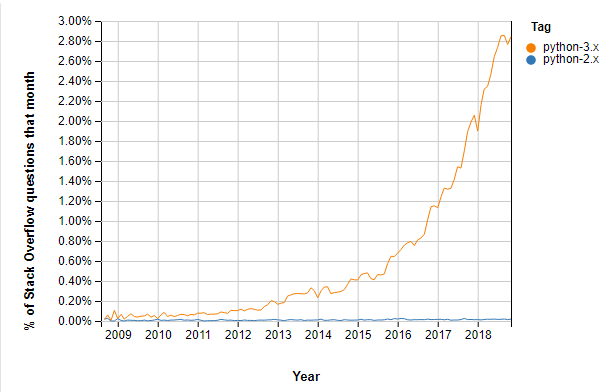 3.00%
2.80%
2.60%
2.40%
2.20%
2.00%
1.80%
1.60%
1.40%
1.20%
1.00%
0.80%
0.60%
0.40%
0.20%
0.00%
% of Stack Overflow questions that month
2009 2010 2011 2012 2013 2014 2015 2016 2017 2018
Year
Tag
python-3.x
python-2.x